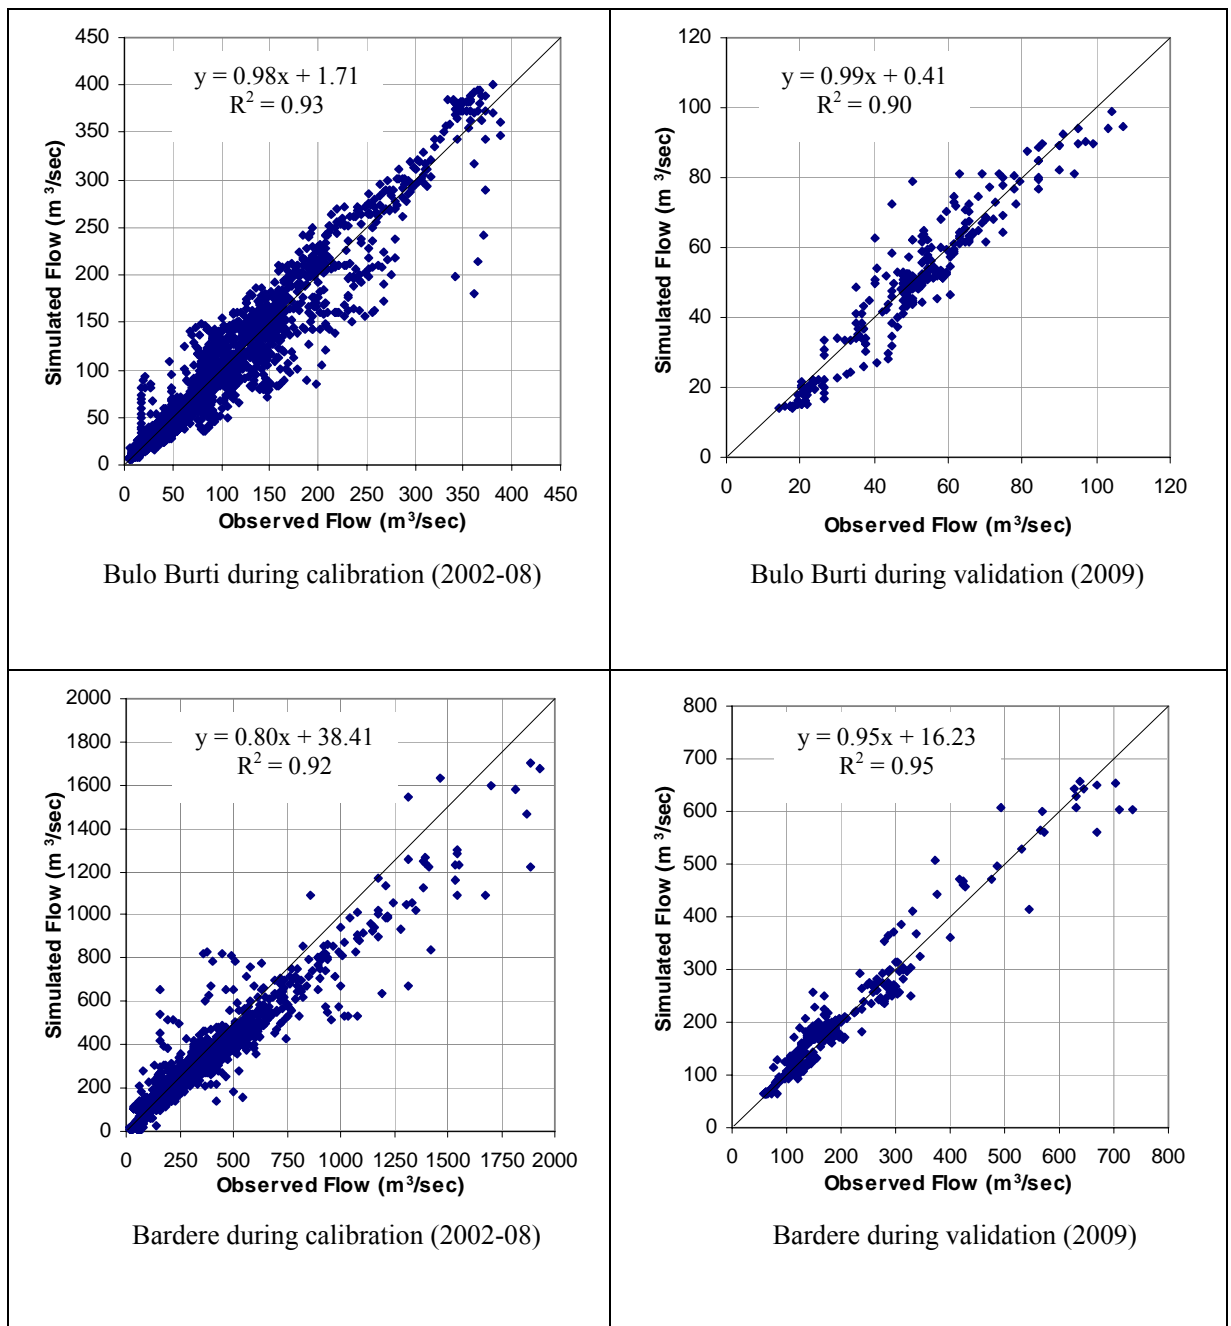 450
400
350
300
250
200
150
100
50
0
Simulated Flow (m ³/sec)
y = 0.98x + 1.71
R² = 0.93
0 50 100 150 200 250 300 350 400 450
Observed Flow (m³/sec)
Bulo Burti during calibration (2002-08)
120
100
80
60
40
20
0
Simulated Flow (m ³/sec)
y = 0.99x + 0.41
R² = 0.90
0 20 40 60 80 100 120
Observed Flow (m³/sec)
Bulo Burti during validation (2009)
2000
1800
1600
1400
1200
1000
800
600
400
200
0
Simulated Flow (m ³/sec)
y = 0.80x + 38.41
R² = 0.92
0 250 500 750 1000 1250 1500 1750 2000
Observed Flow (m³/sec)
Bardere during calibration (2002-08)
800
700
600
500
400
300
200
100
0
Simulated Flow (m ³/sec)
y = 0.95x + 16.23
R² = 0.95
0 100 200 300 400 500 600 700 800
Observed Flow (m³/sec)
Bardere during validation (2009)